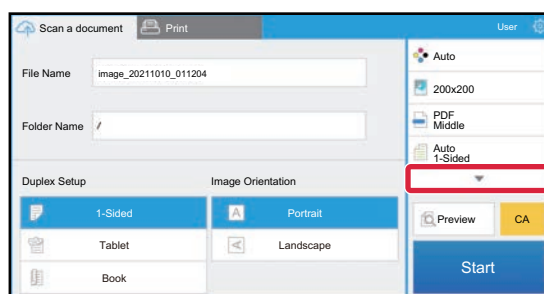 Scan a document
Print
User
File Name
image_20211010_011204
Folder Name
/
Duplex Setup
Image Orientation
1-Sided
Tablet
Book
A
Portrait
A
Landscape
Auto
200x200
PDF
Middle
Auto
1-Sided
Preview
CA
Start